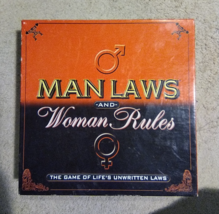 MAN LAWS
-AND-
Woman Rules
THE GAME OF LIFE'S UNWRITTEN LAWS